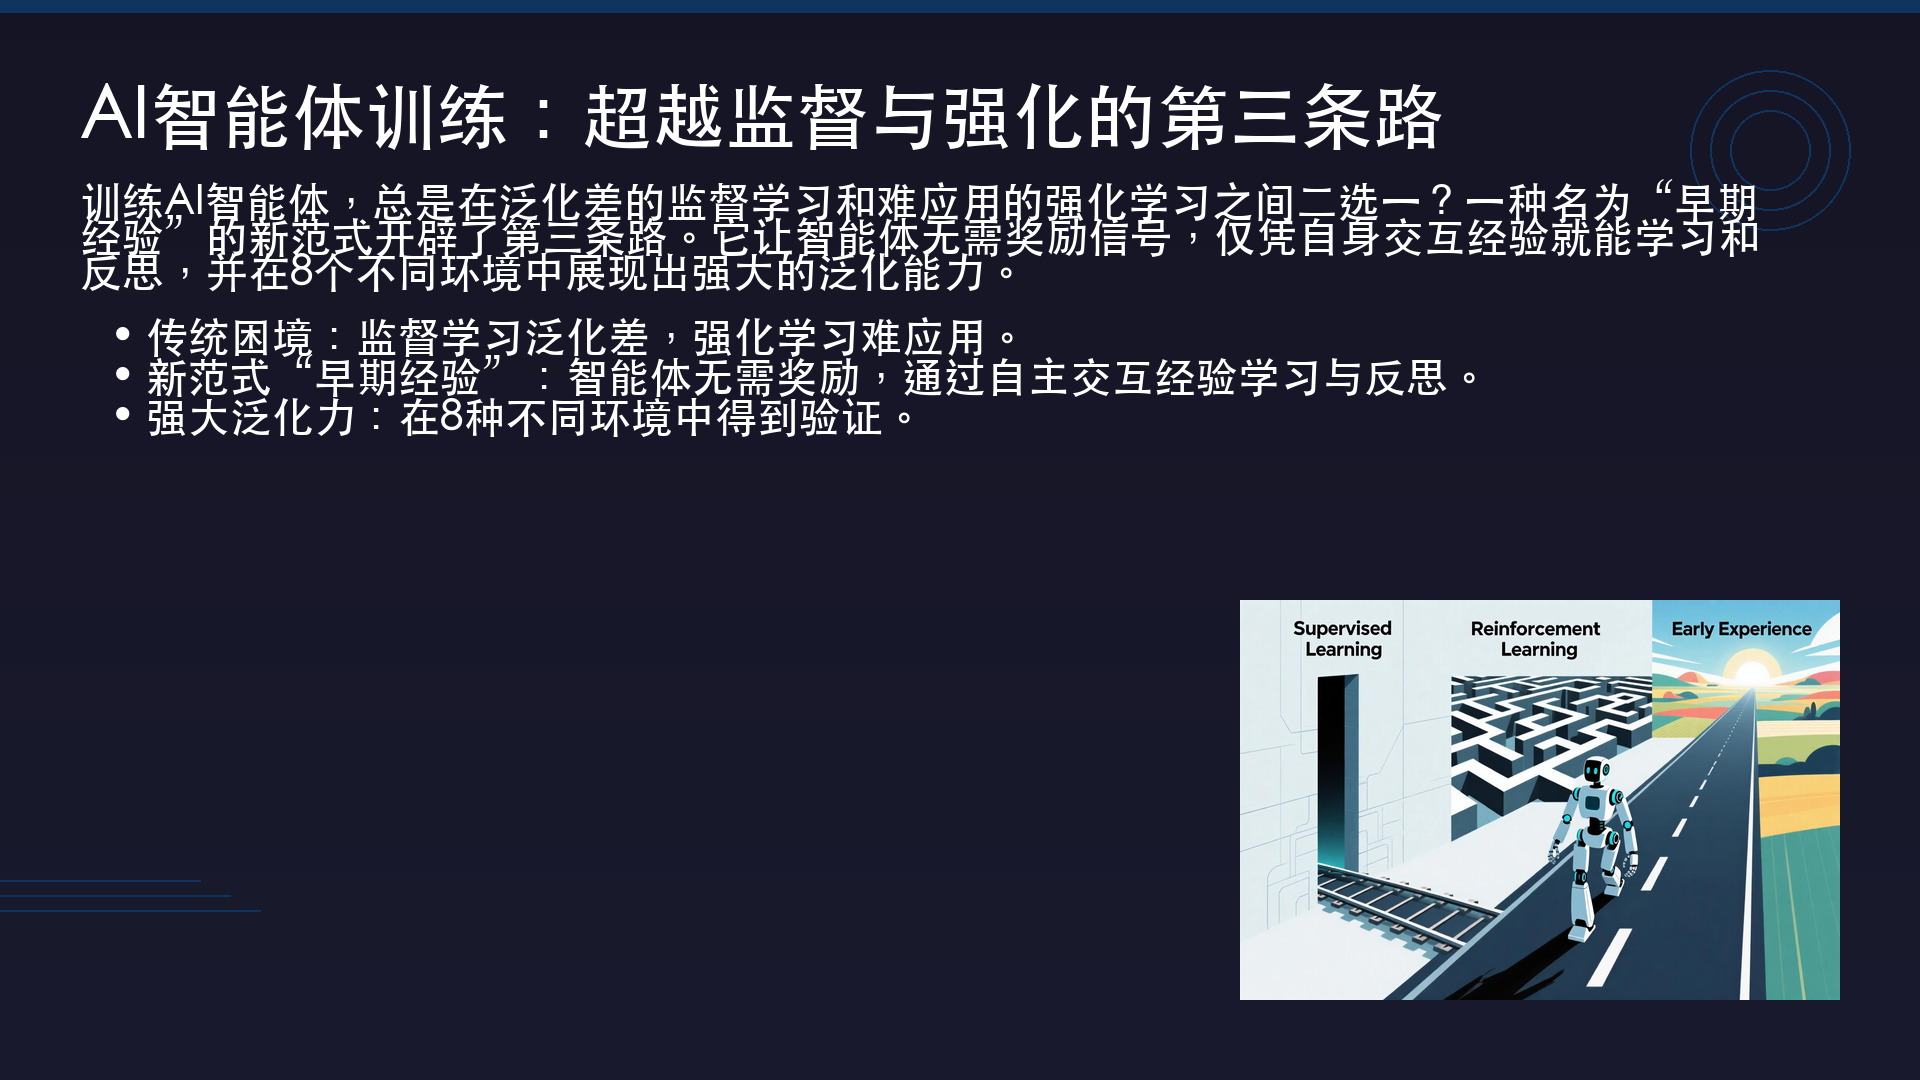 AI智能体训练：超越监督与强化的第三条路
训练AI智能体，总是在泛化差的监督学习和难应用的强化学习之间二选一？一种名为“早期
经验”的新范式开辟了第三条路。它让智能体无需奖励信号，仅凭自身交互经验就能学习和
反思，并在8个不同环境中展现出强大的泛化能力。
• 传统困境：监督学习泛化差，强化学习难应用。
• 新范式“早期经验”：智能体无需奖励，通过自主交互经验学习与反思。
• 强大泛化力：在8种不同环境中得到验证。
Supervised
Learning
Reinforcement
Learning
Early Experience